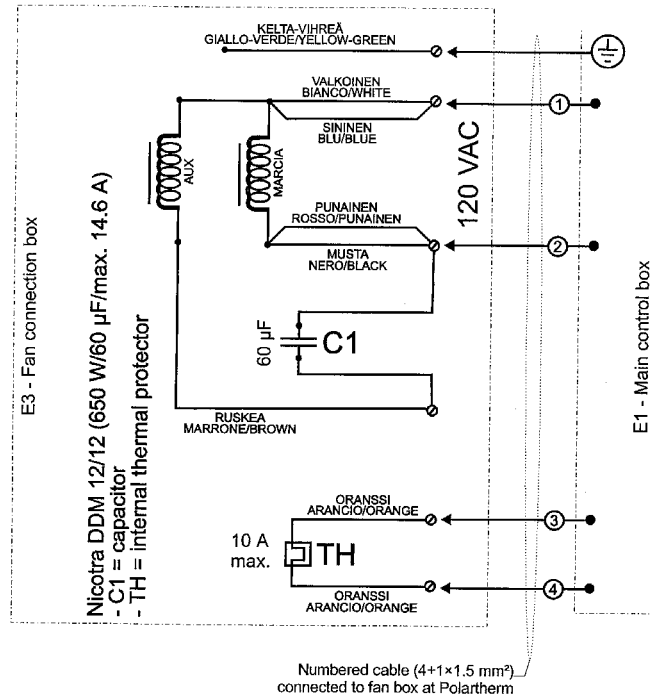 KELTA-VIHREÄ
GIALLO-VERDE/YELLOW-GREEN
VALKOINEN
BIANCO/WHITE
1
SININEN
BLU/BLUE
AUX
MARCIA
120 VAC
PUNAINEN
ROSSO/PUNAINEN
2
MUSTA
NERO/BLACK
60 µF
C1
RUSKEA
MARRONE/BROWN
E3 - Fan connection box
Nicotra DDM 12/12 (650 W/60 µF/max. 14.6 A)
- C1 = capacitor
- TH = internal thermal protector
E1 - Main control box
ORANSSI
ARANCIO/ORANGE
3
10 A
max.
TH
4
ORANSSI
ARANCIO/ORANGE
Numbered cable (4+1×1.5 mm²)
connected to fan box at Polartherm